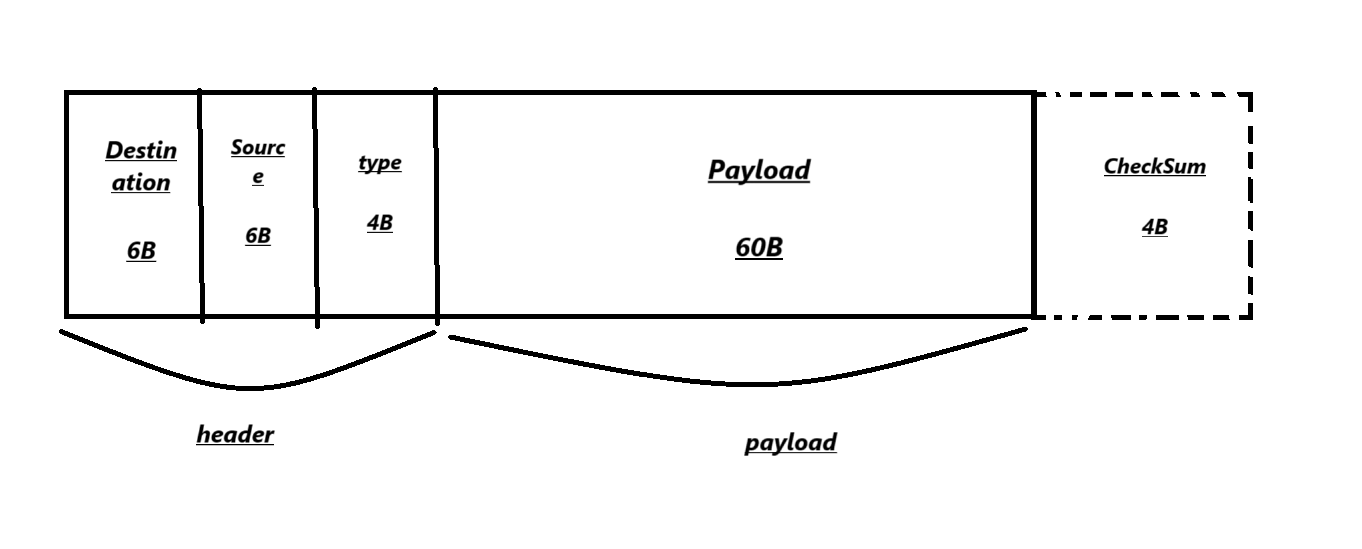 Destin
ation
6B
Sourc
e
6B
type
4B
Payload
60B
CheckSum
4B
header
payload